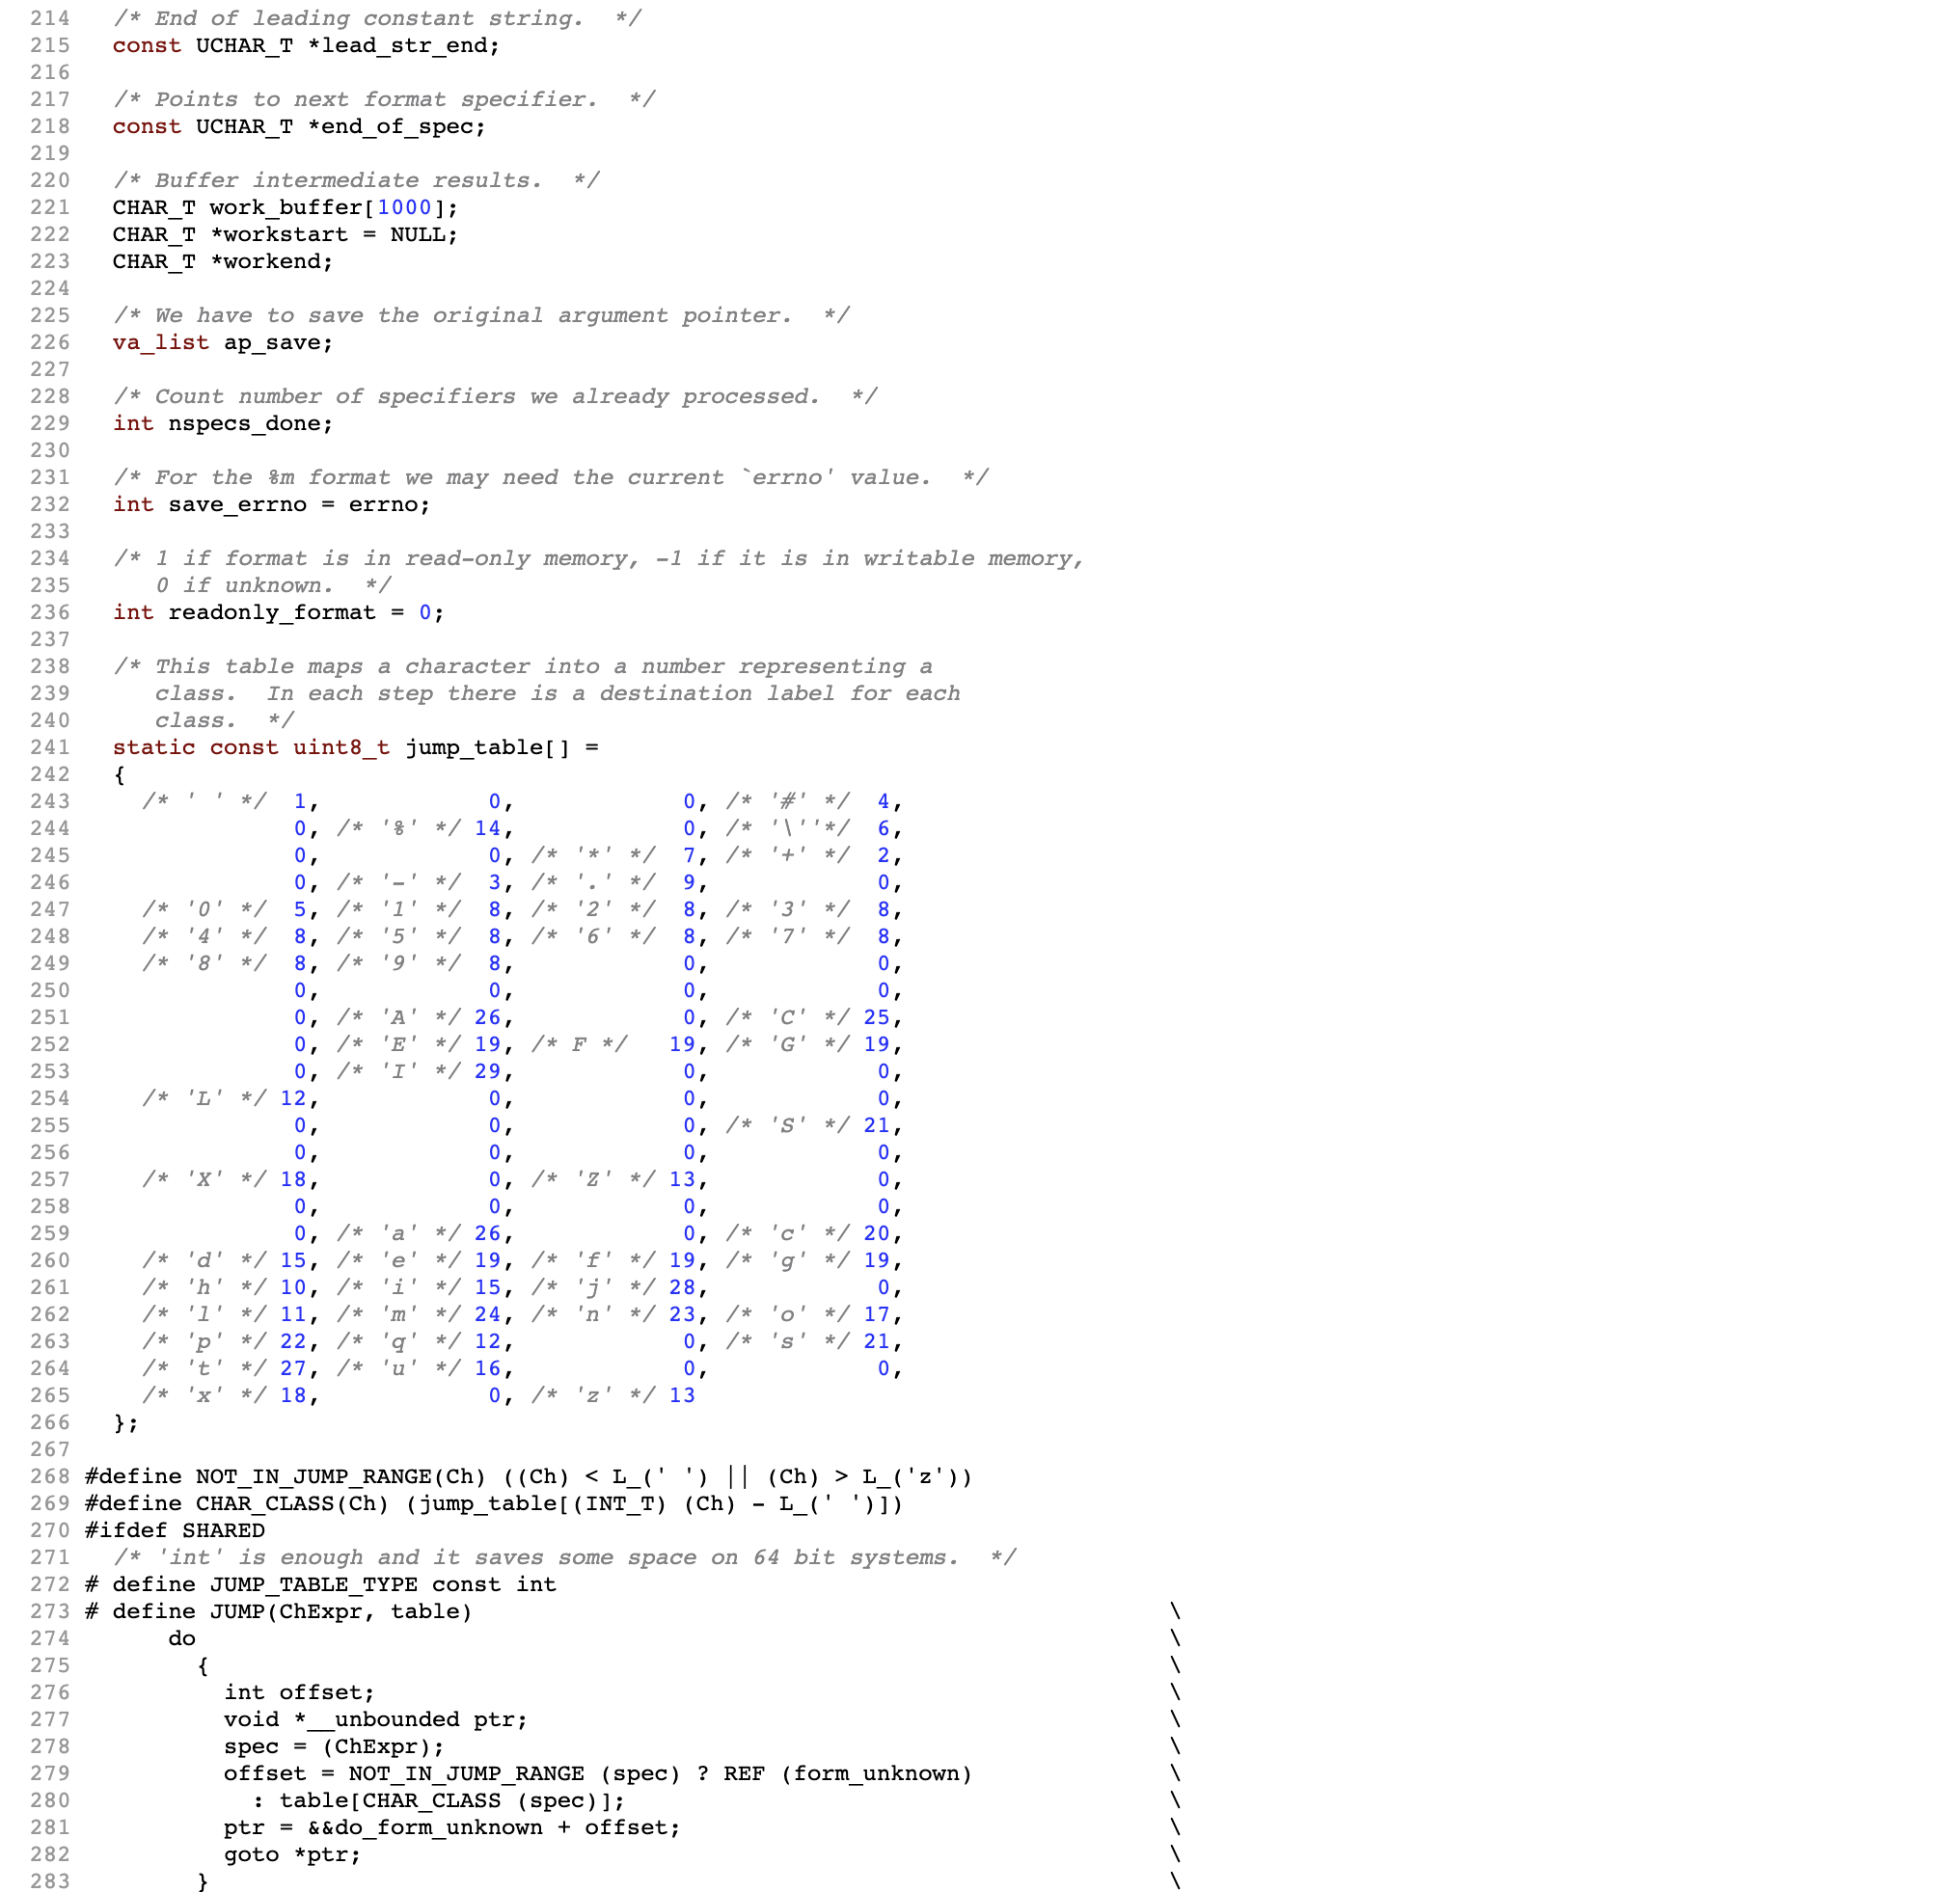 214   /* End of leading constant string.  */
215   const UCHAR_T *lead_str_end;
216
217   /* Points to next format specifier.  */
218   const UCHAR_T *end_of_spec;
219
220   /* Buffer intermediate results.  */
221   CHAR_T work_buffer[1000];
222   CHAR_T *workstart = NULL;
223   CHAR_T *workend;
224
225   /* We have to save the original argument pointer.  */
226   va_list ap_save;
227
228   /* Count number of specifiers we already processed.  */
229   int nspecs_done;
230
231   /* For the %m format we may need the current `errno' value.  */
232   int save_errno = errno;
233
234   /* 1 if format is in read-only memory, -1 if it is in writable memory,
235      0 if unknown.  */
236   int readonly_format = 0;
237
238   /* This table maps a character into a number representing a
239      class.  In each step there is a destination label for each
240      class.  */
241   static const uint8_t jump_table[] =
242   {
243     /* ' ' */  1,            0,            0, /* '#' */  4,
244                0, /* '%' */ 14,            0, /* '\''*/  6,
245                0,            0, /* '*' */  7, /* '+' */  2,
246                0, /* '-' */  3, /* '.' */  9,            0,
247     /* '0' */  5, /* '1' */  8, /* '2' */  8, /* '3' */  8,
248     /* '4' */  8, /* '5' */  8, /* '6' */  8, /* '7' */  8,
249     /* '8' */  8, /* '9' */  8,            0,            0,
250                0,            0,            0,            0,
251                0, /* 'A' */ 26,            0, /* 'C' */ 25,
252                0, /* 'E' */ 19, /* F */   19, /* 'G' */ 19,
253                0, /* 'I' */ 29,            0,            0,
254     /* 'L' */ 12,            0,            0,            0,
255                0,            0,            0, /* 'S' */ 21,
256                0,            0,            0,            0,
257     /* 'X' */ 18,            0, /* 'Z' */ 13,            0,
258                0,            0,            0,            0,
259                0, /* 'a' */ 26,            0, /* 'c' */ 20,
260     /* 'd' */ 15, /* 'e' */ 19, /* 'f' */ 19, /* 'g' */ 19,
261     /* 'h' */ 10, /* 'i' */ 15, /* 'j' */ 28,            0,
262     /* 'l' */ 11, /* 'm' */ 24, /* 'n' */ 23, /* 'o' */ 17,
263     /* 'p' */ 22, /* 'q' */ 12,            0, /* 's' */ 21,
264     /* 't' */ 27, /* 'u' */ 16,            0,            0,
265     /* 'x' */ 18,            0, /* 'z' */ 13
266   };
267
268 #define NOT_IN_JUMP_RANGE(Ch) ((Ch) < L_(' ') || (Ch) > L_('z'))
269 #define CHAR_CLASS(Ch) (jump_table[(INT_T) (Ch) - L_(' ')])
270 #ifdef SHARED
271   /* 'int' is enough and it saves some space on 64 bit systems.  */
272 # define JUMP_TABLE_TYPE const int
273 # define JUMP(ChExpr, table)                                                  \
274       do                                                                      \
275         {                                                                     \
276           int offset;                                                         \
277           void *__unbounded ptr;                                              \
278           spec = (ChExpr);                                                    \
279           offset = NOT_IN_JUMP_RANGE (spec) ? REF (form_unknown)              \
280             : table[CHAR_CLASS (spec)];                                       \
281           ptr = &&do_form_unknown + offset;                                   \
282           goto *ptr;                                                          \
283         }                                                                     \